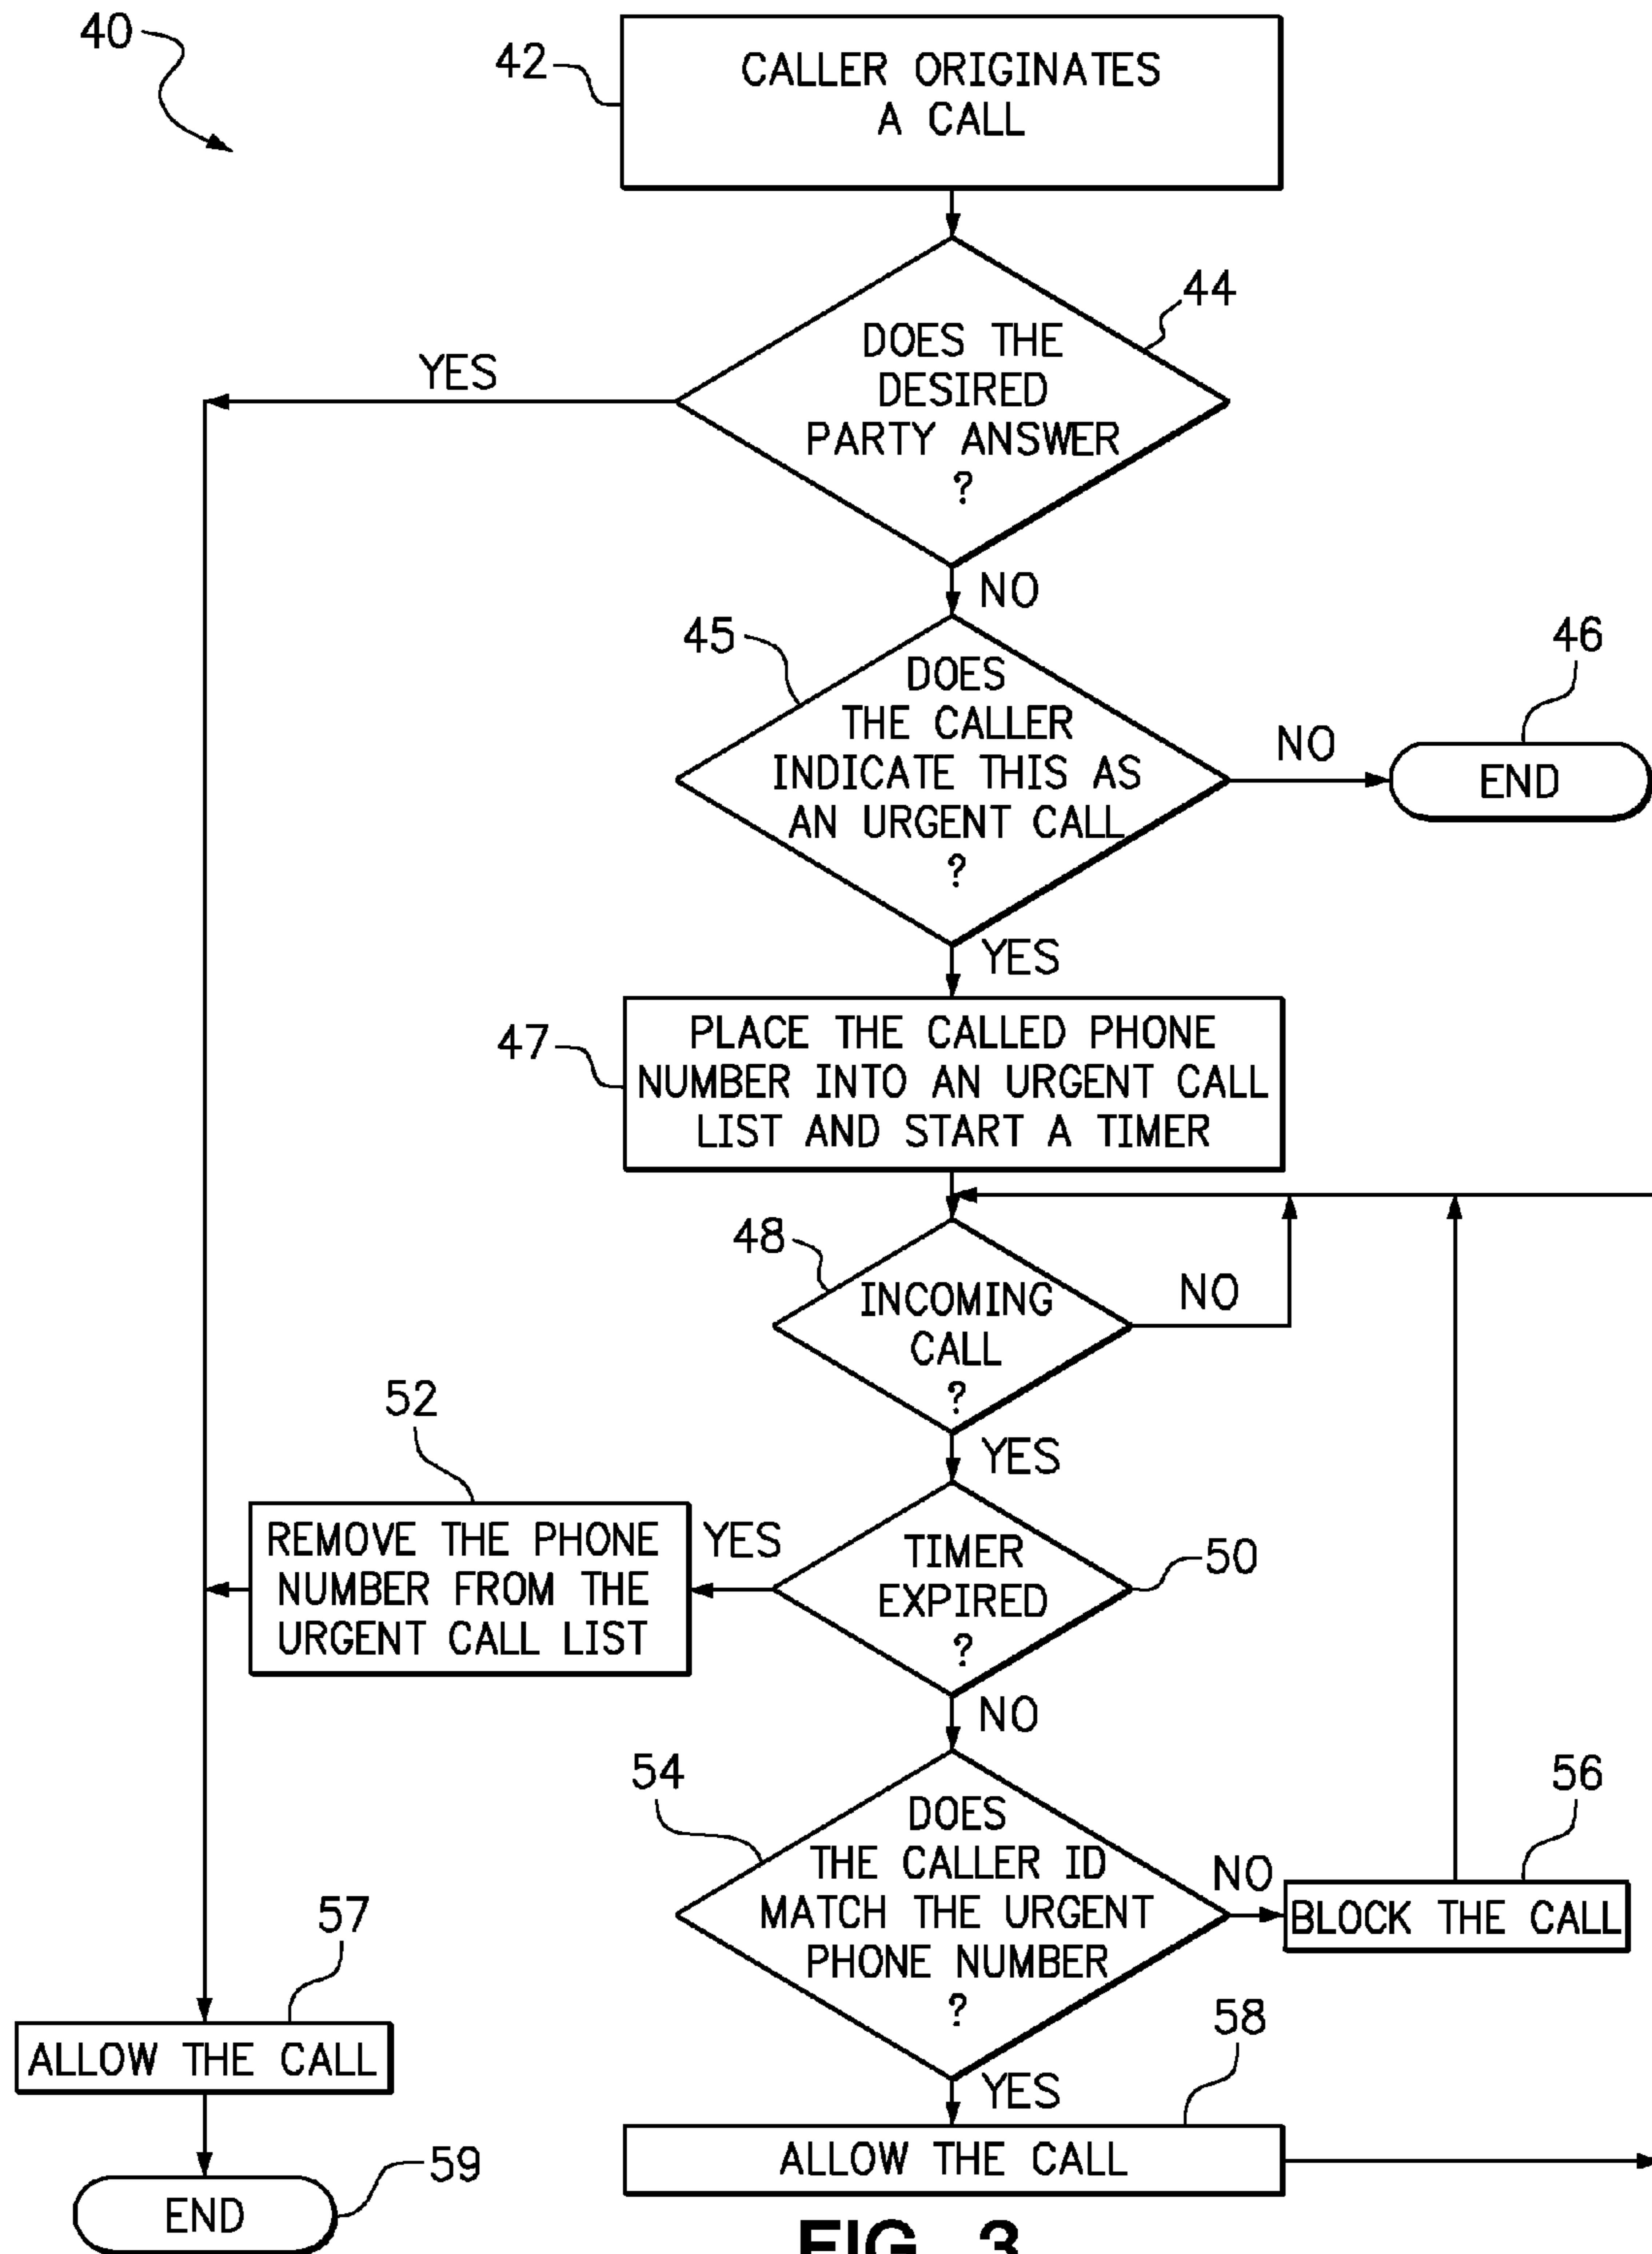 40
42
CALLER ORIGINATES
A CALL
44
DOES THE
DESIRED
PARTY ANSWER
?
YES
NO
45
DOES
THE CALLER
INDICATE THIS AS
AN URGENT CALL
?
NO
46
END
YES
47
PLACE THE CALLED PHONE
NUMBER INTO AN URGENT CALL
LIST AND START A TIMER
48
INCOMING
CALL
?
NO
YES
52
REMOVE THE PHONE
NUMBER FROM THE
URGENT CALL LIST
YES
TIMER
EXPIRED
?
50
NO
54
DOES
THE CALLER ID
MATCH THE URGENT
PHONE NUMBER
?
NO
56
BLOCK THE CALL
57
ALLOW THE CALL
YES
58
ALLOW THE CALL
59
END
FIG. 3